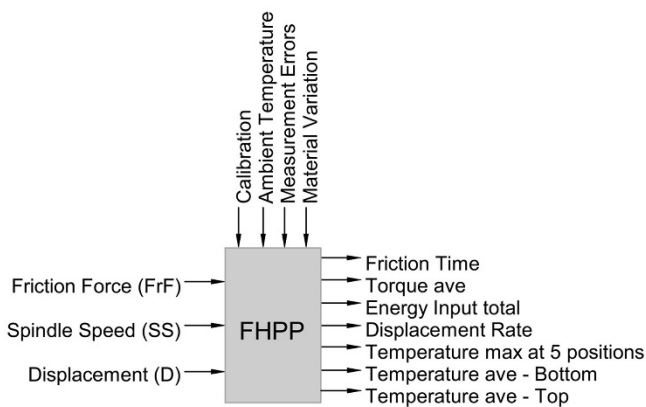 Calibration
Ambient Temperature
Measurement Errors
Material Variation
Friction Force (FrF)
Spindle Speed (SS)
Displacement (D)
FHPP
Friction Time
Torque ave
Energy Input total
Displacement Rate
Temperature max at 5 positions
Temperature ave - Bottom
Temperature ave - Top